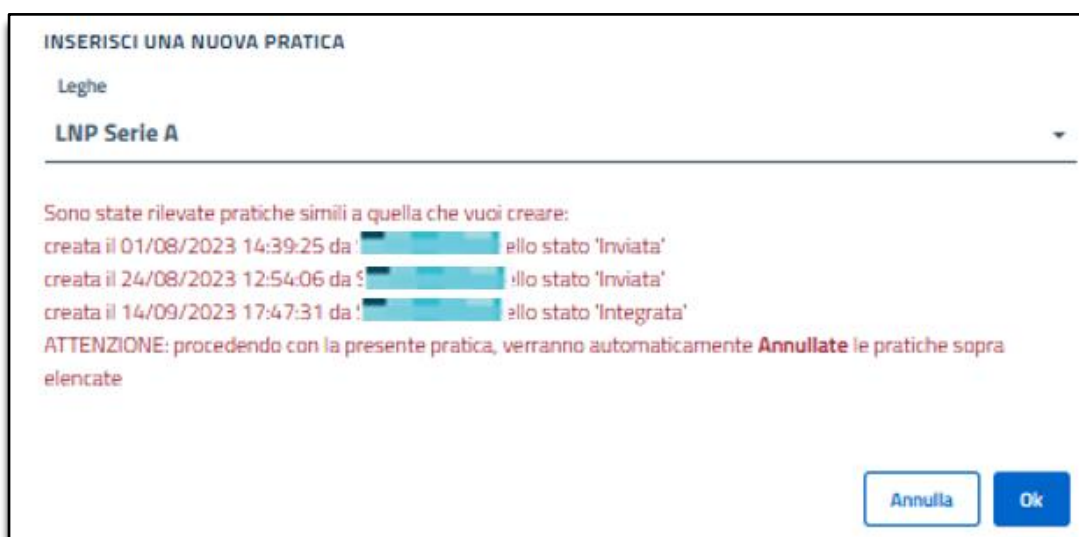 INSERISCI UNA NUOVA PRATICA
Leghe
LNP Serie A
Sono state rilevate pratiche simili a quella che vuoi creare:
creata il 01/08/2023 14:39:25 da ello stato 'Inviata'
creata il 24/08/2023 12:54:06 da S ello stato 'Inviata'
creata il 14/09/2023 17:47:31 da ello stato 'Integrata'
ATTENZIONE: procedendo con la presente pratica, verranno automaticamente Annullate le pratiche sopra
elencate
Annulla Ok